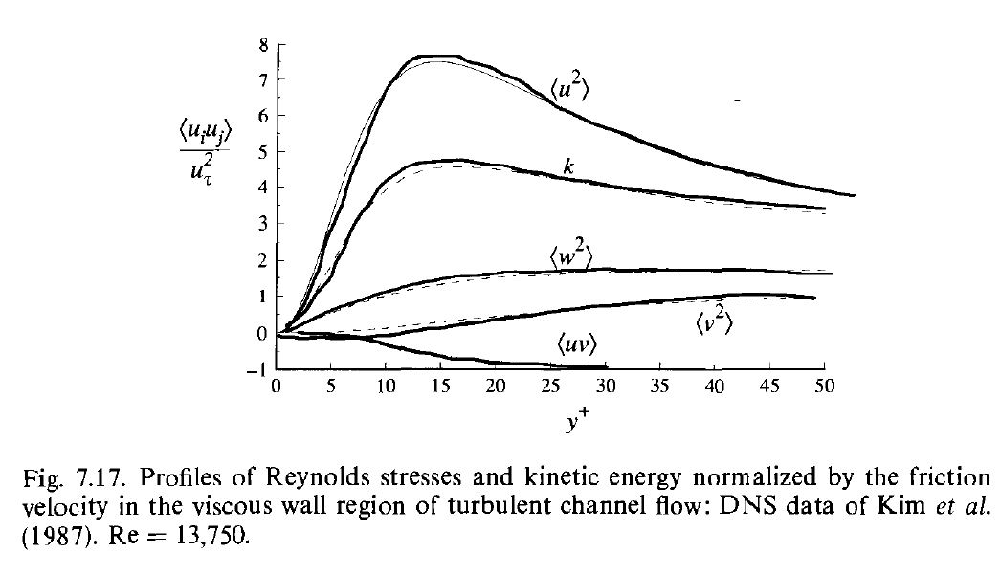 8
7
6
5
4
3
2
1
0
−1
⟨uᵢuⱼ⟩
u²τ
⟨u²⟩
k
⟨w²⟩
⟨v²⟩
⟨uv⟩
0 5 10 15 20 25 30 35 40 45 50
y⁺
Fig. 7.17. Profiles of Reynolds stresses and kinetic energy normalized by the friction
velocity in the viscous wall region of turbulent channel flow: DNS data of Kim et al.
(1987). Re = 13,750.